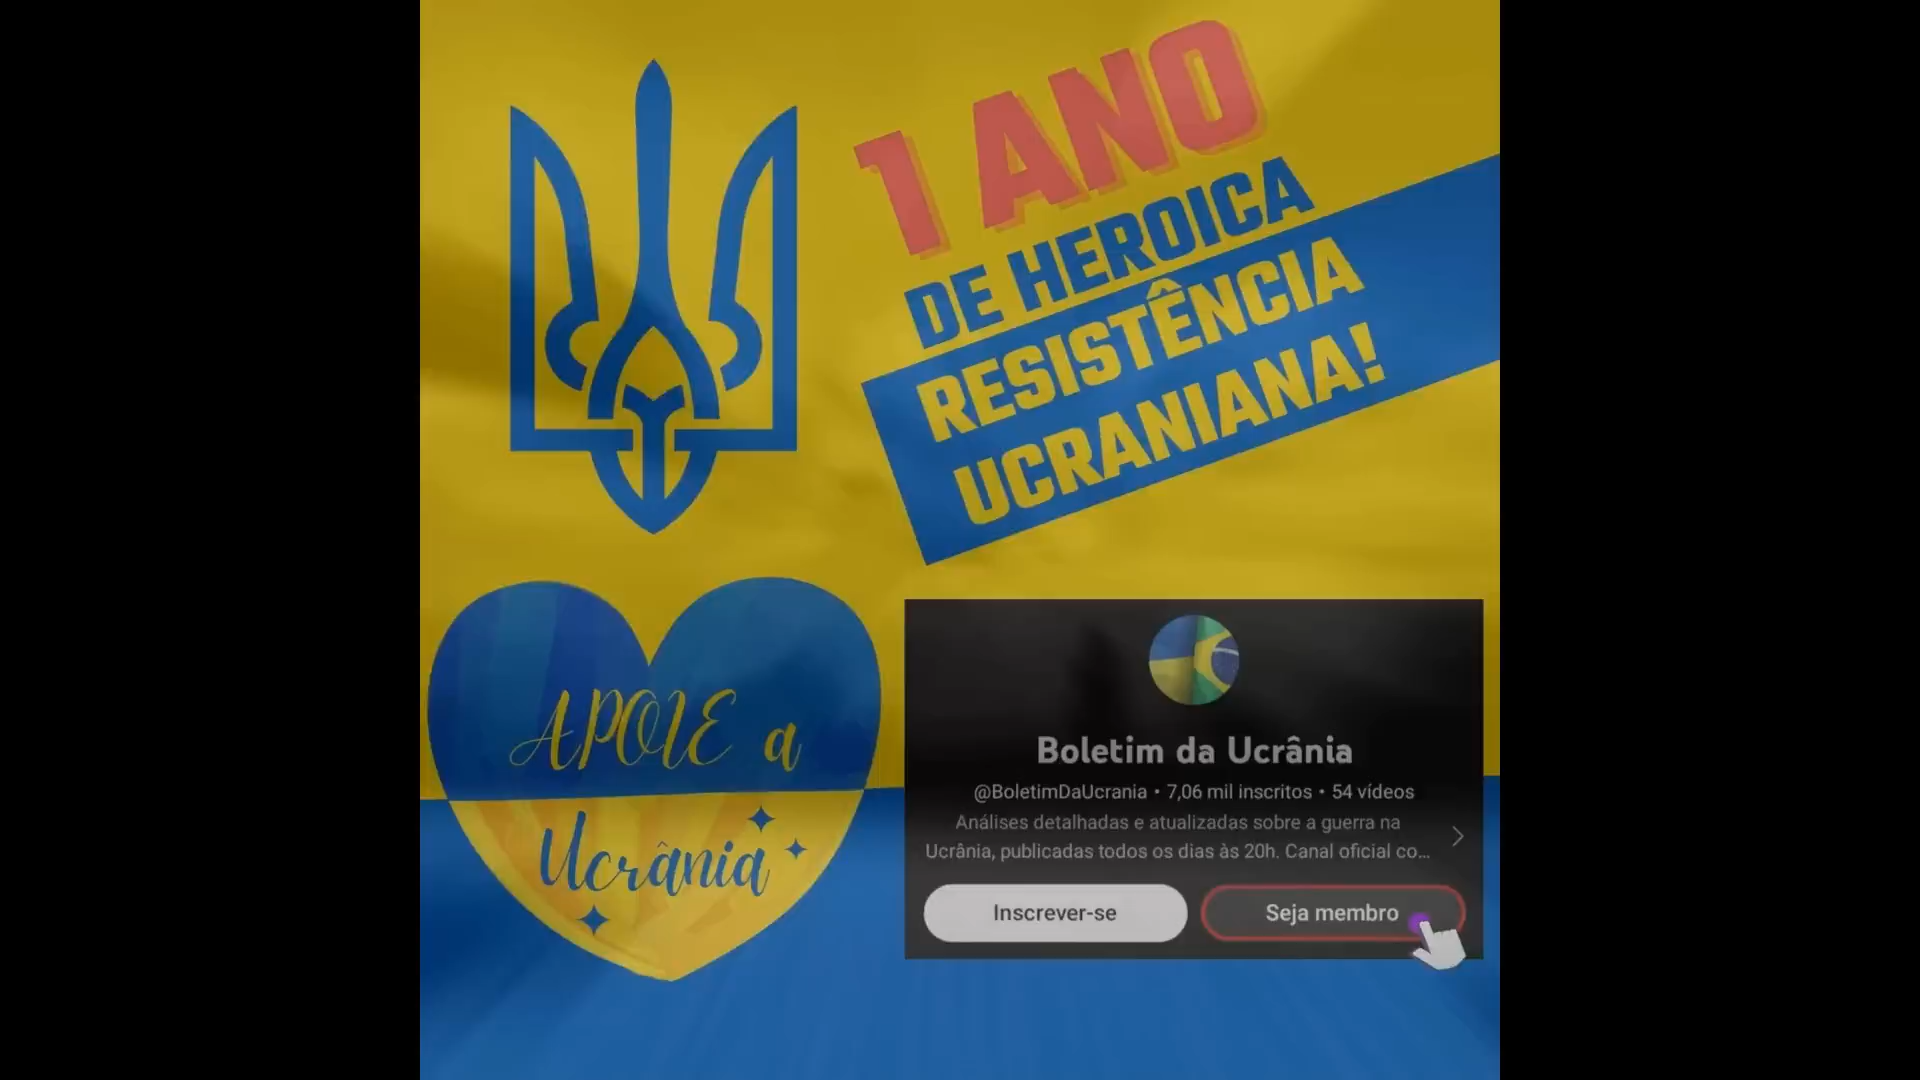 1 ANO
DE HEROICA
RESISTÊNCIA
UCRANIANA!
APOIE a
Ucrânia
Boletim da Ucrânia
@BoletimDaUcrania • 7,06 mil inscritos • 54 vídeos
Análises detalhadas e atualizadas sobre a guerra na
Ucrânia, publicadas todos os dias às 20h. Canal oficial co...
Inscrever-se
Seja membro